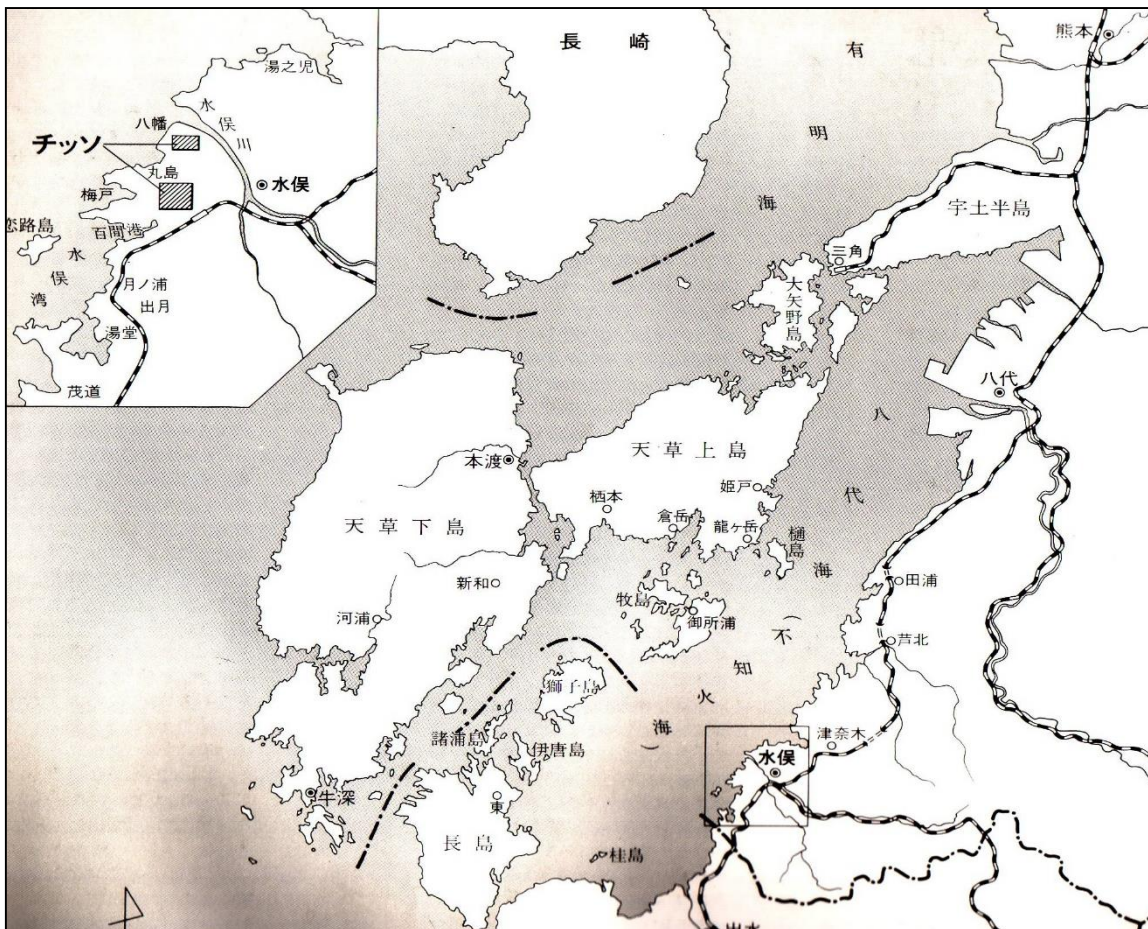 湯之児
水俣川
八幡
チッソ
丸島
水俣
梅戸
恋路島
百間港
水俣湾
月ノ浦
出月
湯堂
茂道
長崎
有明海
熊本
宇土半島
三角
大矢野島
八代
八代海（不知火海）
天草上島
本渡
姫戸
栖本
倉岳
龍ヶ岳
樋島
天草下島
新和
牧島
御所浦
河浦
田浦
芦北
獅子島
諸浦島
伊唐島
津奈木
水俣
牛深
東
長島
桂島
出水